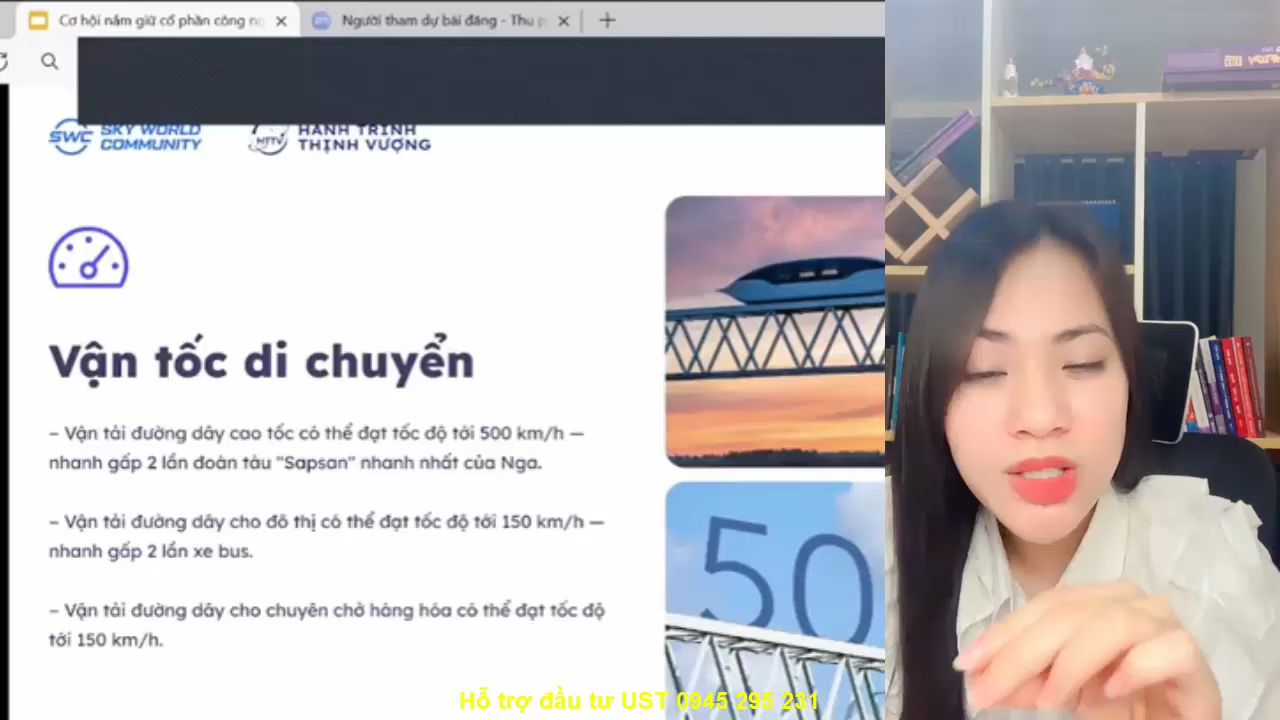 Cơ hội nắm giữ cổ phần công n
Người tham dự bài đăng - Thu
SWC SKY WORLD
COMMUNITY
HTTV HÀNH TRÌNH
THỊNH VƯỢNG
Vận tốc di chuyển
– Vận tải đường dây cao tốc có thể đạt tốc độ tới 500 km/h —
nhanh gấp 2 lần đoàn tàu "Sapsan" nhanh nhất của Nga.
– Vận tải đường dây cho đô thị có thể đạt tốc độ tới 150 km/h —
nhanh gấp 2 lần xe bus.
– Vận tải đường dây cho chuyên chở hàng hóa có thể đạt tốc độ
tới 150 km/h.
50
Hỗ trợ đầu tư UST 0945 295 231